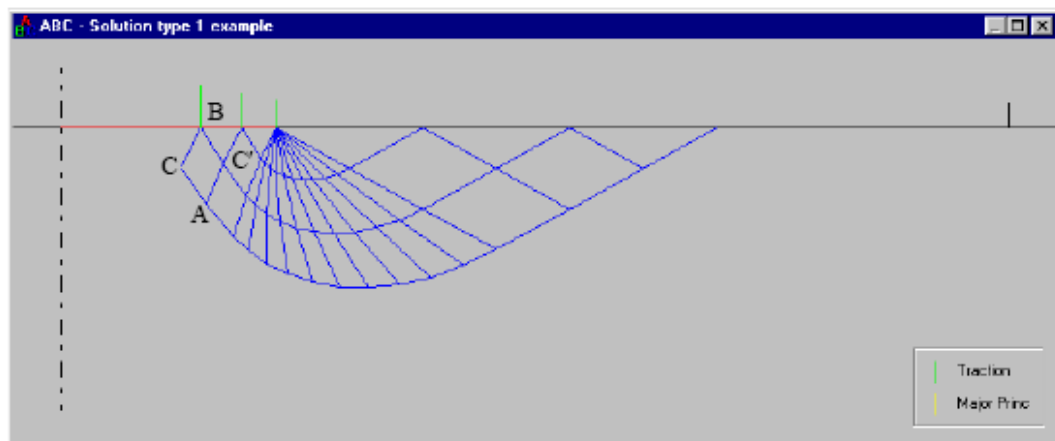 ABC - Solution type 1 example
B
C
C'
A
Traction
Major Princ